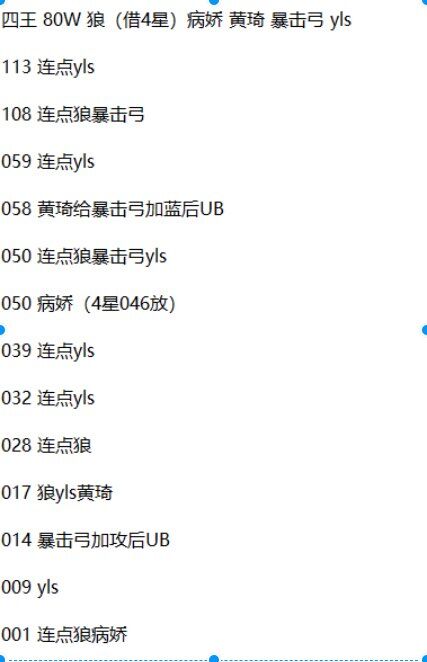 四王 80W 狼（借4星）病娇 黄琦 暴击弓 yls
113 连点yls
108 连点狼暴击弓
059 连点yls
058 黄琦给暴击弓加蓝后UB
050 连点狼暴击弓yls
050 病娇（4星046放）
039 连点yls
032 连点yls
028 连点狼
017 狼yls黄琦
014 暴击弓加攻后UB
009 yls
001 连点狼病娇